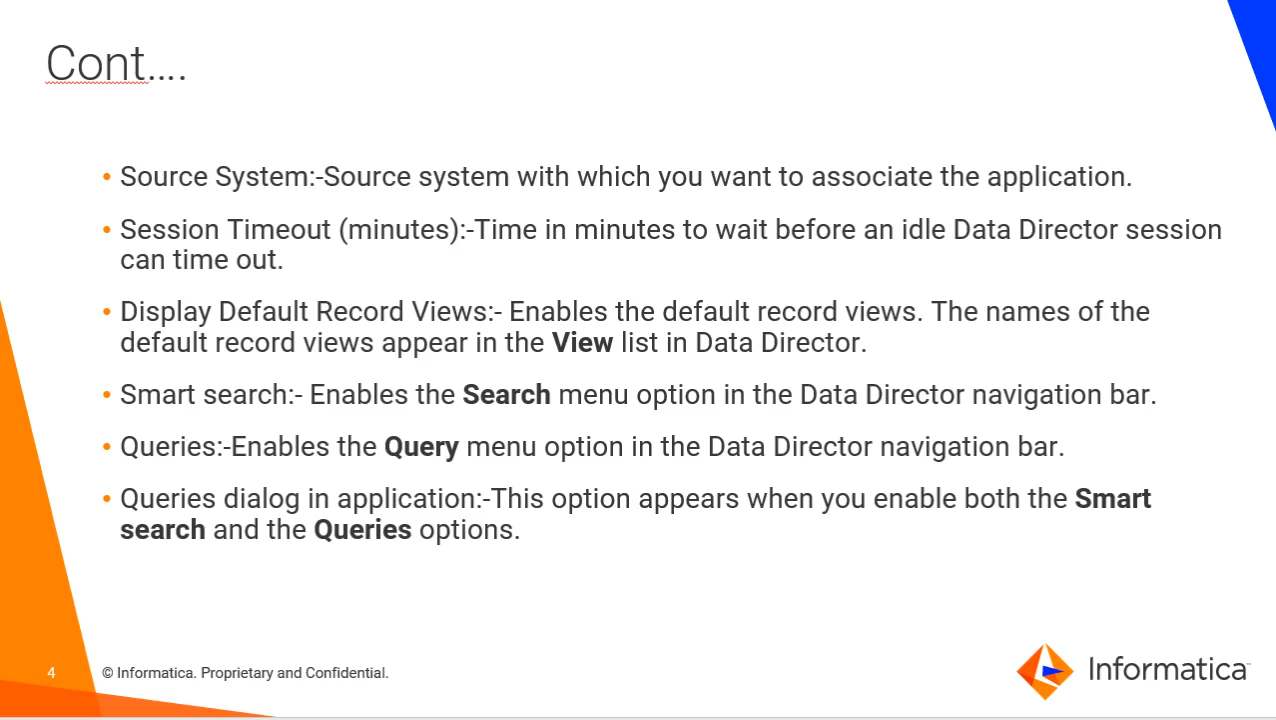 Cont....
• Source System:-Source system with which you want to associate the application.
• Session Timeout (minutes):-Time in minutes to wait before an idle Data Director session
can time out.
• Display Default Record Views:- Enables the default record views. The names of the
default record views appear in the View list in Data Director.
• Smart search:- Enables the Search menu option in the Data Director navigation bar.
• Queries:-Enables the Query menu option in the Data Director navigation bar.
• Queries dialog in application:-This option appears when you enable both the Smart
search and the Queries options.
4
© Informatica. Proprietary and Confidential.
Informatica™